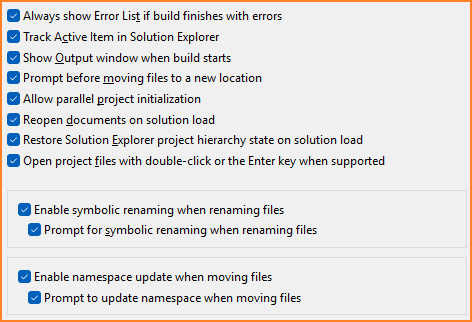 Always show Error List if build finishes with errors
Track Active Item in Solution Explorer
Show Output window when build starts
Prompt before moving files to a new location
Allow parallel project initialization
Reopen documents on solution load
Restore Solution Explorer project hierarchy state on solution load
Open project files with double-click or the Enter key when supported
Enable symbolic renaming when renaming files
Prompt for symbolic renaming when renaming files
Enable namespace update when moving files
Prompt to update namespace when moving files